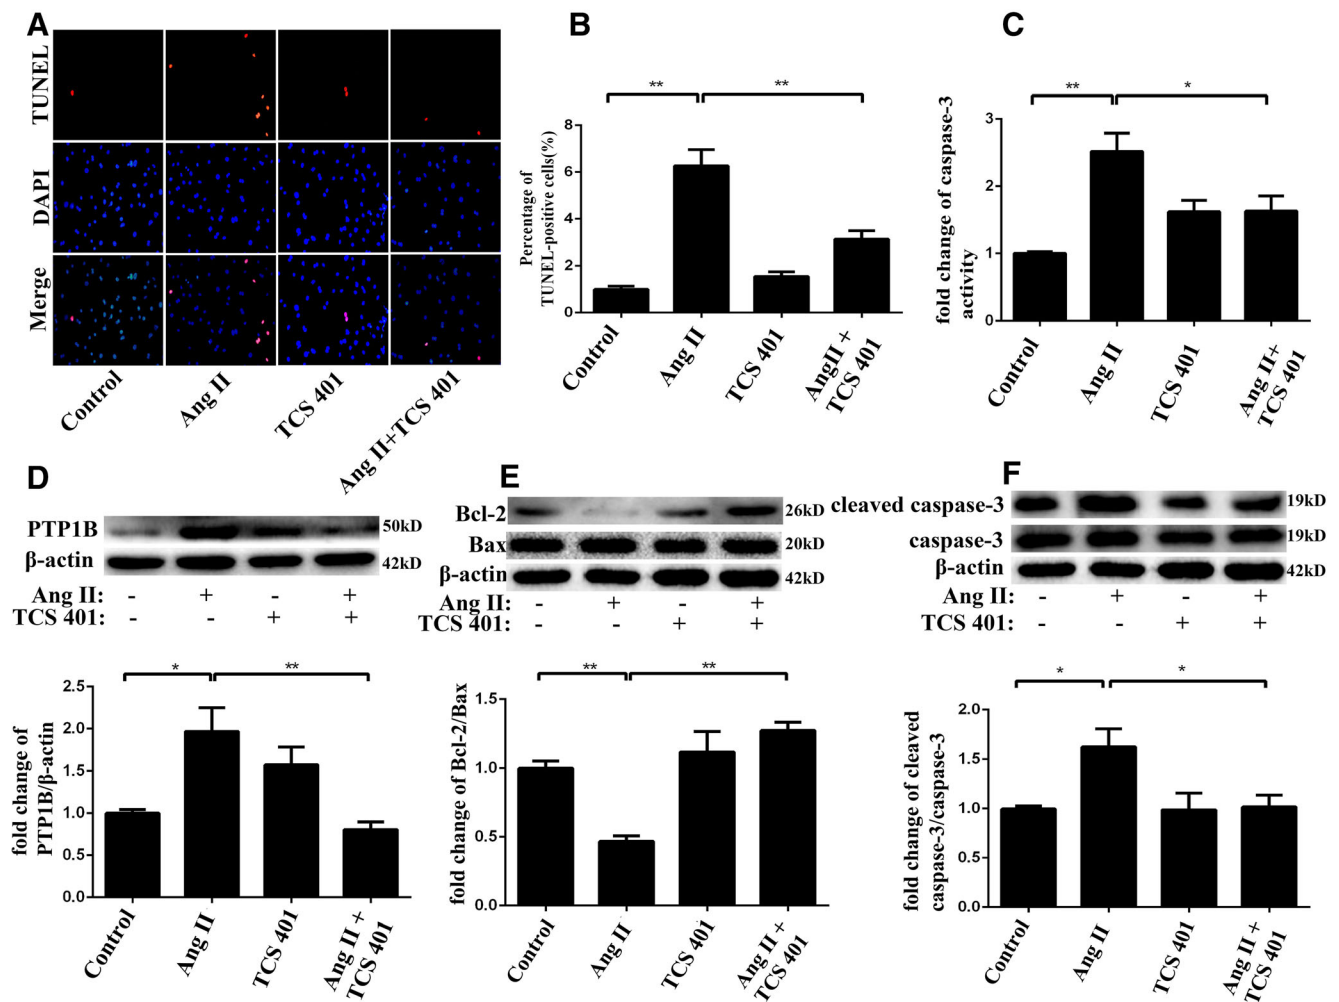 A
TUNEL
DAPI
Merge
Control
Ang II
TCS 401
Ang II+TCS 401
B
** **
Percentage of
TUNEL-positive cells(%)
8
6
4
2
0
Control
Ang II
TCS 401
AngII +
TCS 401
C
** *
fold change of caspase-3
activity
3
2
1
0
Control
Ang II
TCS 401
Ang II+
TCS 401
D
PTP1B 50kD
β-actin 42kD
Ang II: - + - +
TCS 401: - - + +
* **
fold change of
PTP1B/β-actin
2.5
2.0
1.5
1.0
0.5
0.0
Control
Ang II
TCS 401
Ang II +
TCS 401
E
Bcl-2 26kD
Bax 20kD
β-actin 42kD
Ang II: - + - +
TCS 401: - - + +
** **
fold change of Bcl-2/Bax
1.5
1.0
0.5
0.0
Control
Ang II
TCS 401
Ang II +
TCS 401
F
cleaved caspase-3 19kD
caspase-3 19kD
β-actin 42kD
Ang II: - + - +
TCS 401: - - + +
* *
fold change of cleaved
caspase-3/caspase-3
2.0
1.5
1.0
0.5
0.0
Control
Ang II
TCS 401
Ang II +
TCS 401